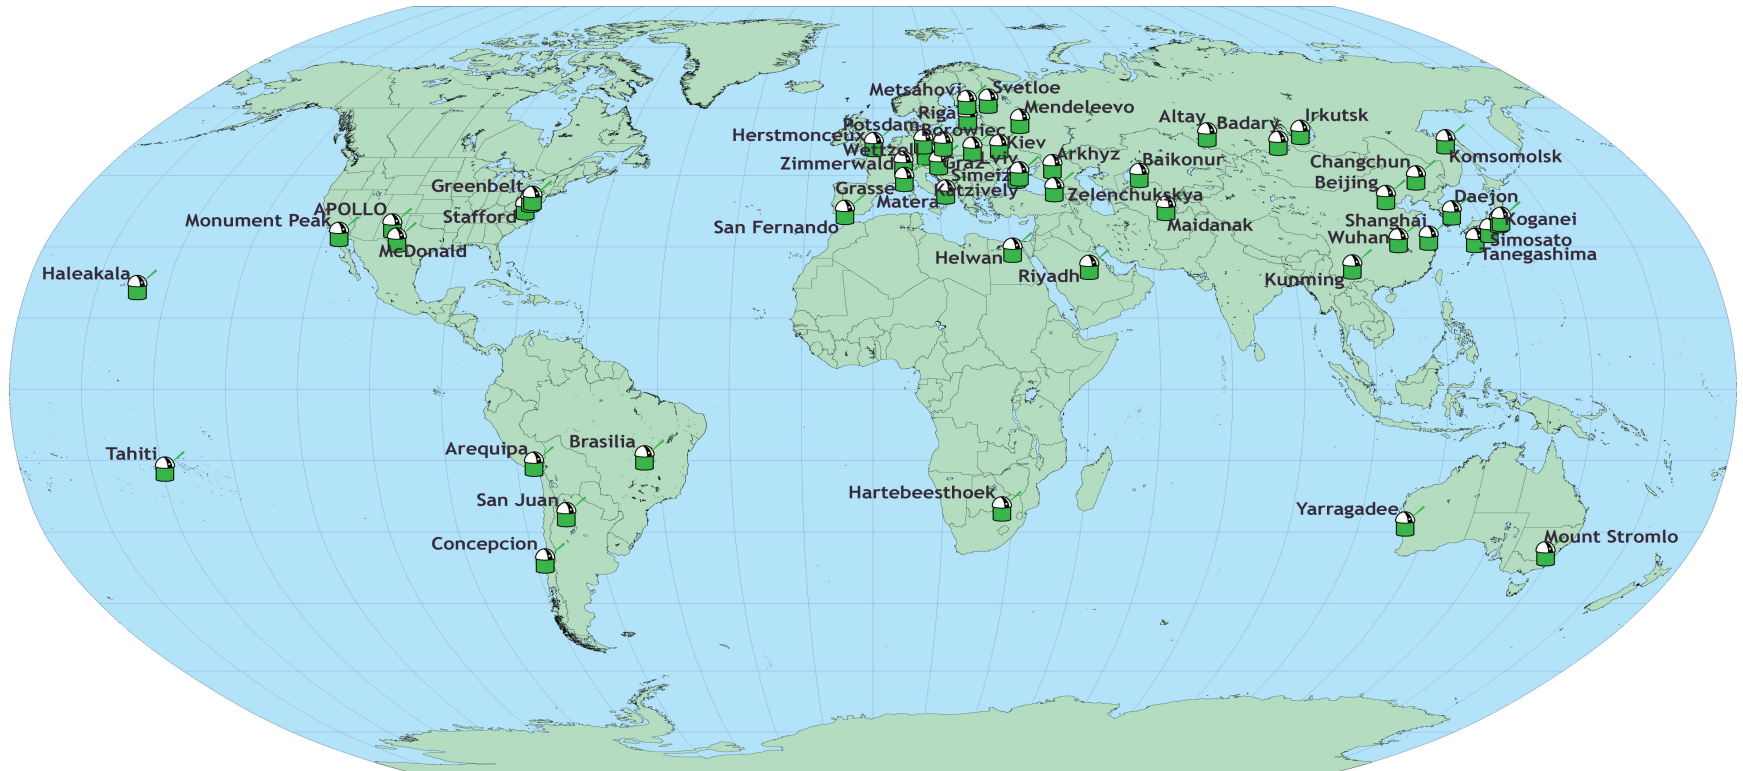 Metsahovi
Svetloe
Riga
Mendeleevo
Potsdam
Borowiec
Herstmonceux
Wettzell
Kiev
Lviv
Zimmerwald
Graz
Simeiz
Arkhyz
Grasse
Katzively
Matera
Zelenchukskya
San Fernando
Altay
Badary
Irkutsk
Baikonur
Maidanak
Changchun
Komsomolsk
Beijing
Daejon
Shanghai
Koganei
Wuhan
Simosato
Tanegashima
Kunming
Greenbelt
APOLLO
Stafford
Monument Peak
McDonald
Haleakala
Helwan
Riyadh
Tahiti
Arequipa
Brasilia
San Juan
Concepcion
Hartebeesthoek
Yarragadee
Mount Stromlo